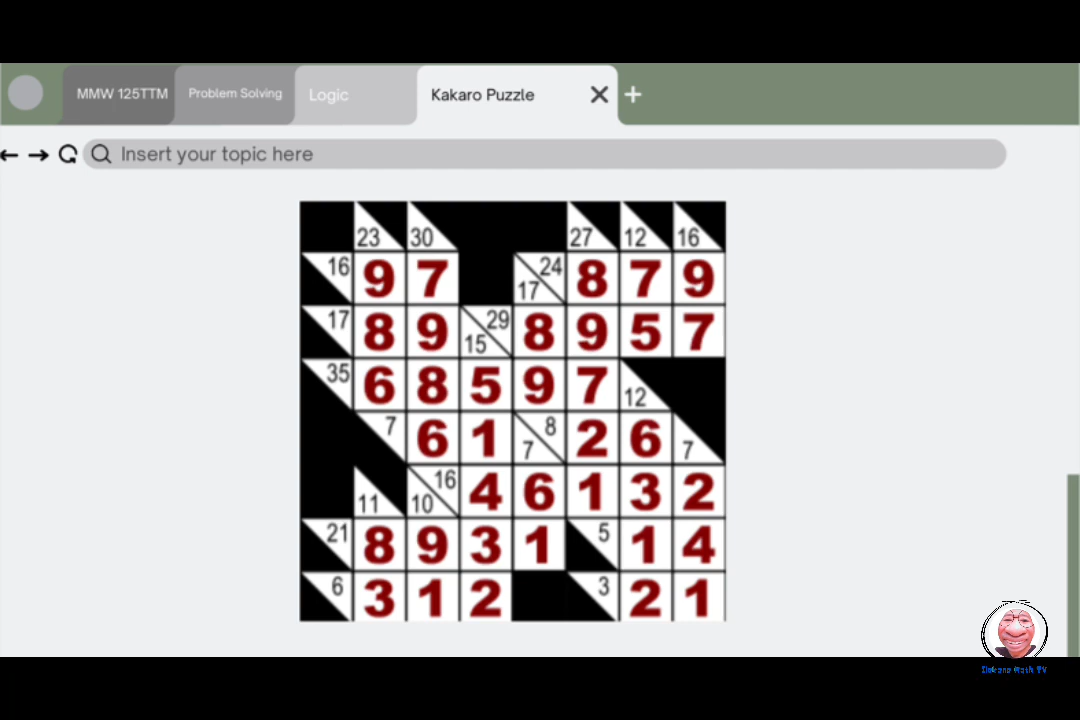 MMW 125TTM Problem Solving Logic Kakaro Puzzle
Insert your topic here
23 30 27 12 16
16 9 7 24 17 8 7 9
17 8 9 29 15 8 9 5 7
35 6 8 5 9 7 12
7 6 1 8 7 2 6 7
11 16 10 4 6 1 3 2
21 8 9 3 1 5 1 4
6 3 1 2 3 2 1